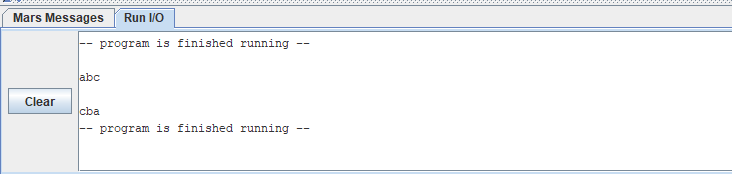 Mars Messages Run I/O
-- program is finished running --
abc
Clear
cba
-- program is finished running --